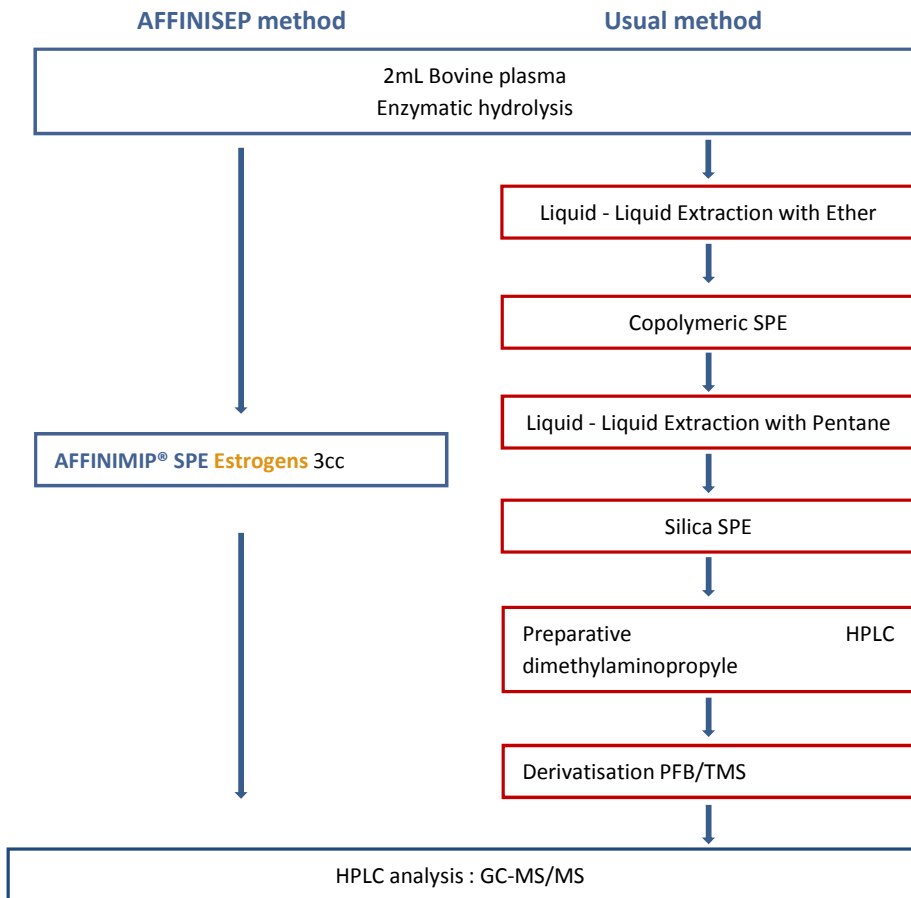 AFFINISEP method
Usual method
2mL Bovine plasma
Enzymatic hydrolysis
Liquid - Liquid Extraction with Ether
Copolymeric SPE
Liquid - Liquid Extraction with Pentane
AFFINIMIP® SPE Estrogens 3cc
Silica SPE
Preparative HPLC
dimethylaminopropyle
Derivatisation PFB/TMS
HPLC analysis : GC-MS/MS